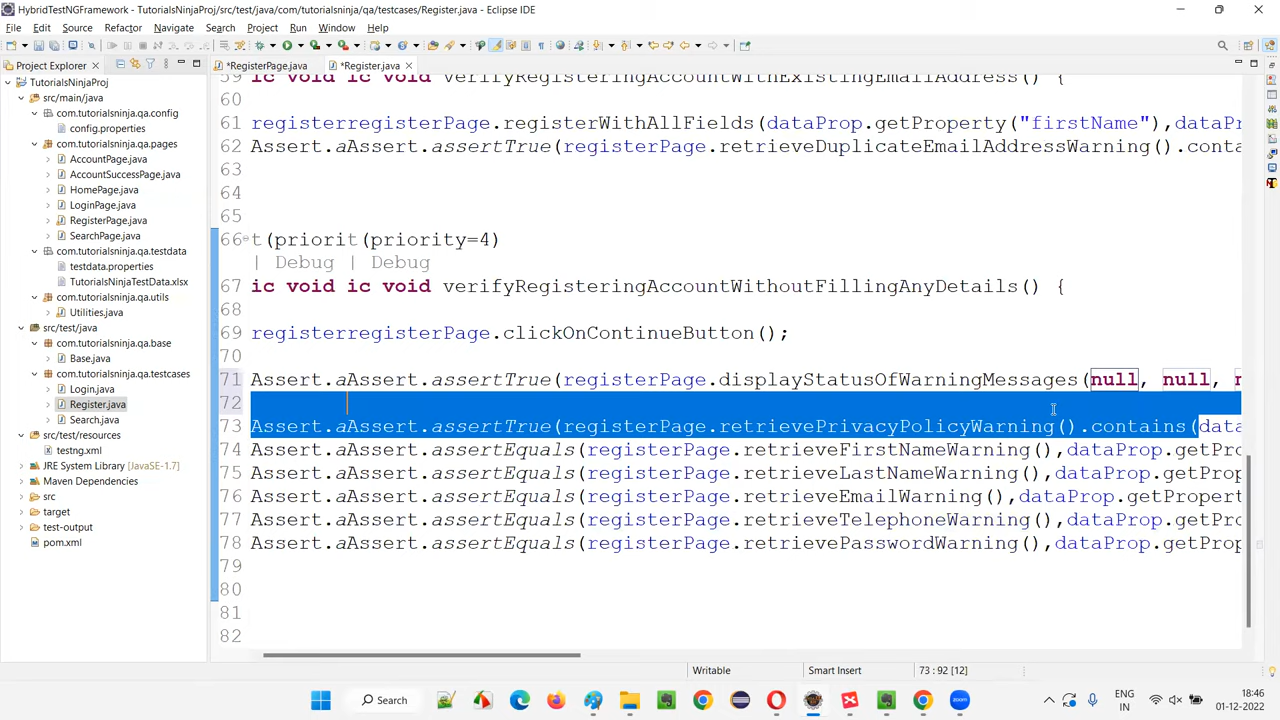 HybridTestNGFramework - TutorialsNinjaProj/src/test/java/com/tutorialsninja/qa/testcases/Register.java - Eclipse IDE
File Edit Source Refactor Navigate Search Project Run Window Help
Project Explorer
*RegisterPage.java *Register.java
TutorialsNinjaProj
src/main/java
com.tutorialsninja.qa.config
config.properties
com.tutorialsninja.qa.pages
AccountPage.java
AccountSuccessPage.java
HomePage.java
LoginPage.java
RegisterPage.java
SearchPage.java
com.tutorialsninja.qa.testdata
testdata.properties
TutorialsNinjaTestData.xlsx
com.tutorialsninja.qa.utils
Utilities.java
src/test/java
com.tutorialsninja.qa.base
Base.java
com.tutorialsninja.qa.testcases
Login.java
Register.java
Search.java
src/test/resources
testng.xml
JRE System Library [JavaSE-1.7]
Maven Dependencies
src
target
test-output
pom.xml
59 ic void ic void verifyRegisteringAccountWithExistingEmailAddress() {
60
61 registerregisterPage.registerWithAllFields(dataProp.getProperty("firstName"),dataP
62 Assert.aAssert.assertTrue(registerPage.retrieveDuplicateEmailAddressWarning().conta
63
64
65
66 t(priorit(priority=4)
| Debug | Debug
67 ic void ic void verifyRegisteringAccountWithoutFillingAnyDetails() {
68
69 registerregisterPage.clickOnContinueButton();
70
71 Assert.aAssert.assertTrue(registerPage.displayStatusOfWarningMessages(null, null, n
72
73 Assert.aAssert.assertTrue(registerPage.retrievePrivacyPolicyWarning().contains(data
74 Assert.aAssert.assertEquals(registerPage.retrieveFirstNameWarning(),dataProp.getPro
75 Assert.aAssert.assertEquals(registerPage.retrieveLastNameWarning(),dataProp.getProp
76 Assert.aAssert.assertEquals(registerPage.retrieveEmailWarning(),dataProp.getPropert
77 Assert.aAssert.assertEquals(registerPage.retrieveTelephoneWarning(),dataProp.getPro
78 Assert.aAssert.assertEquals(registerPage.retrievePasswordWarning(),dataProp.getProp
79
80
81
82
Writable Smart Insert 73 : 92 [12]
Search
ENG
IN
18:46
01-12-2022